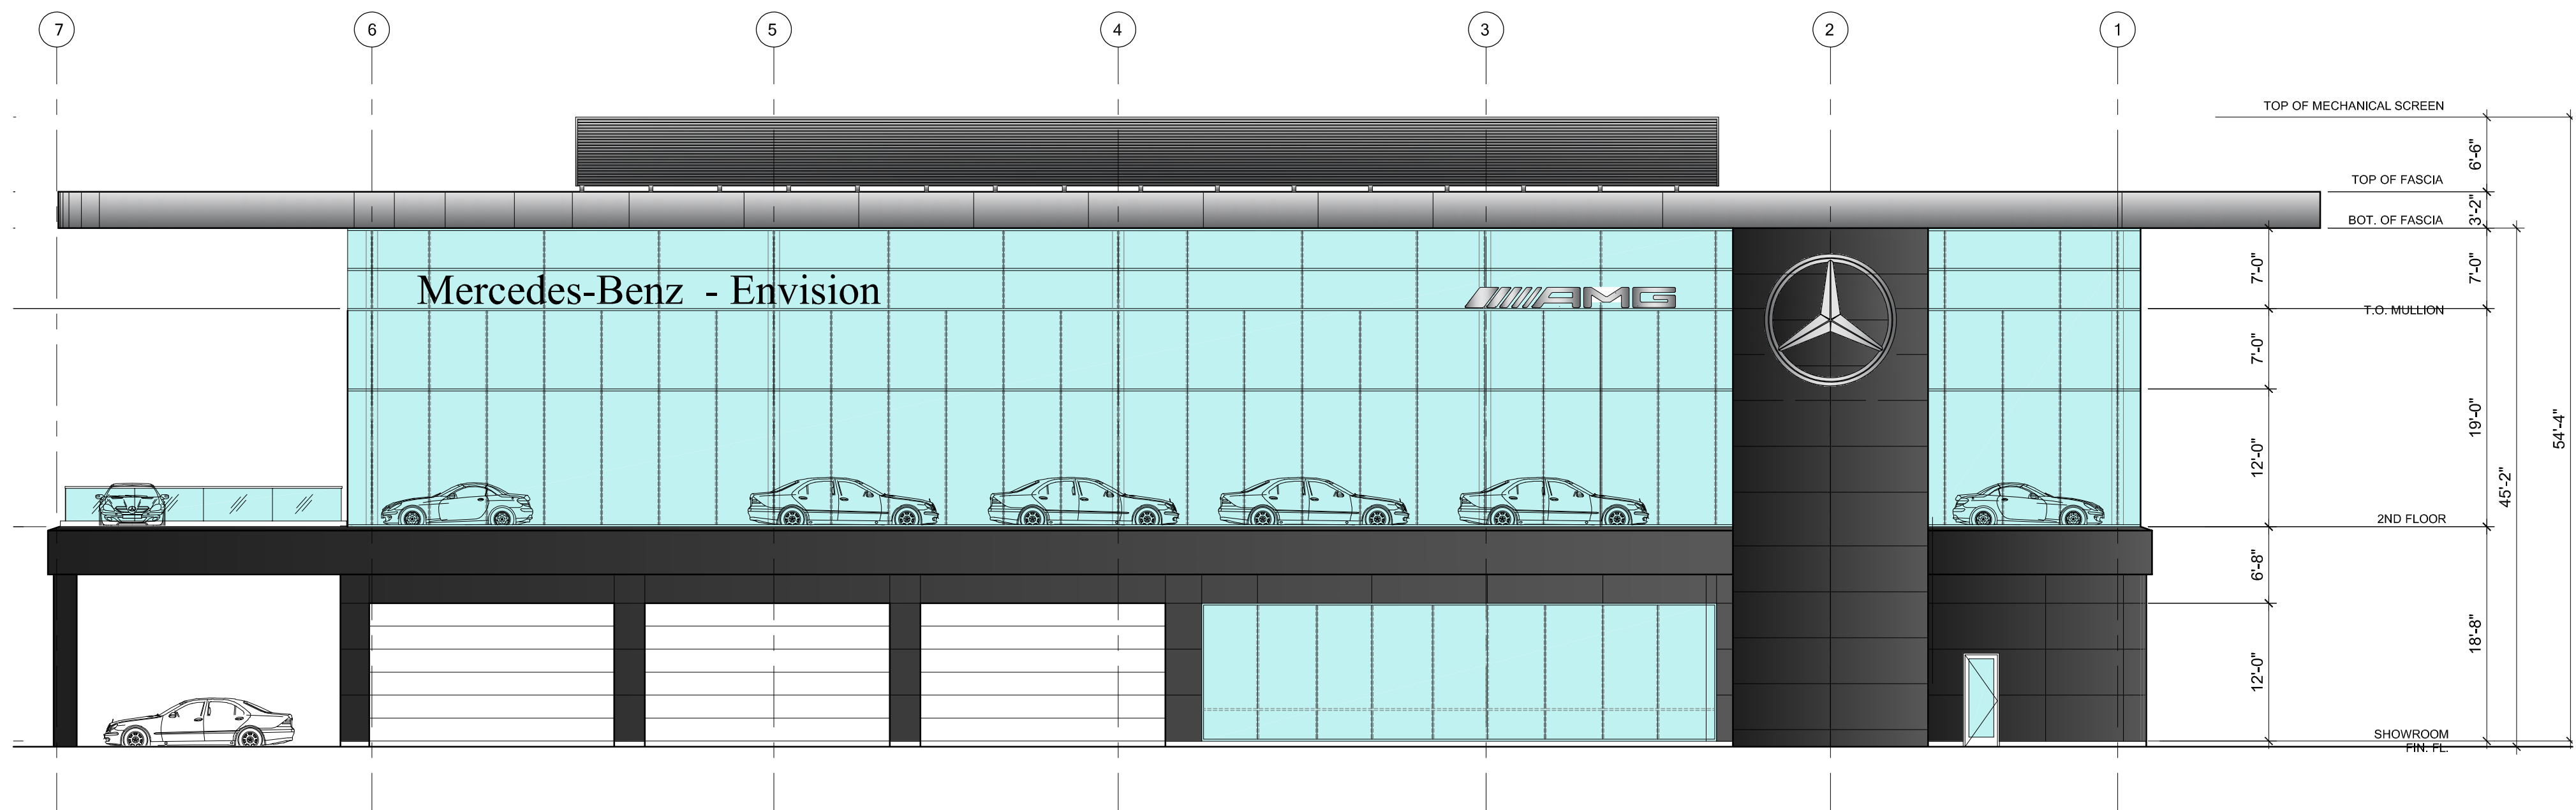 7 6 5 4 3 2 1
TOP OF MECHANICAL SCREEN
6'-6"
TOP OF FASCIA
3'-2"
BOT. OF FASCIA
7'-0" 7'-0"
Mercedes-Benz - Envision
AMG
T.O. MULLION
7'-0"
19'-0"
54'-4"
12'-0"
45'-2"
2ND FLOOR
6'-8"
18'-8"
12'-0"
SHOWROOM
FIN. FL.